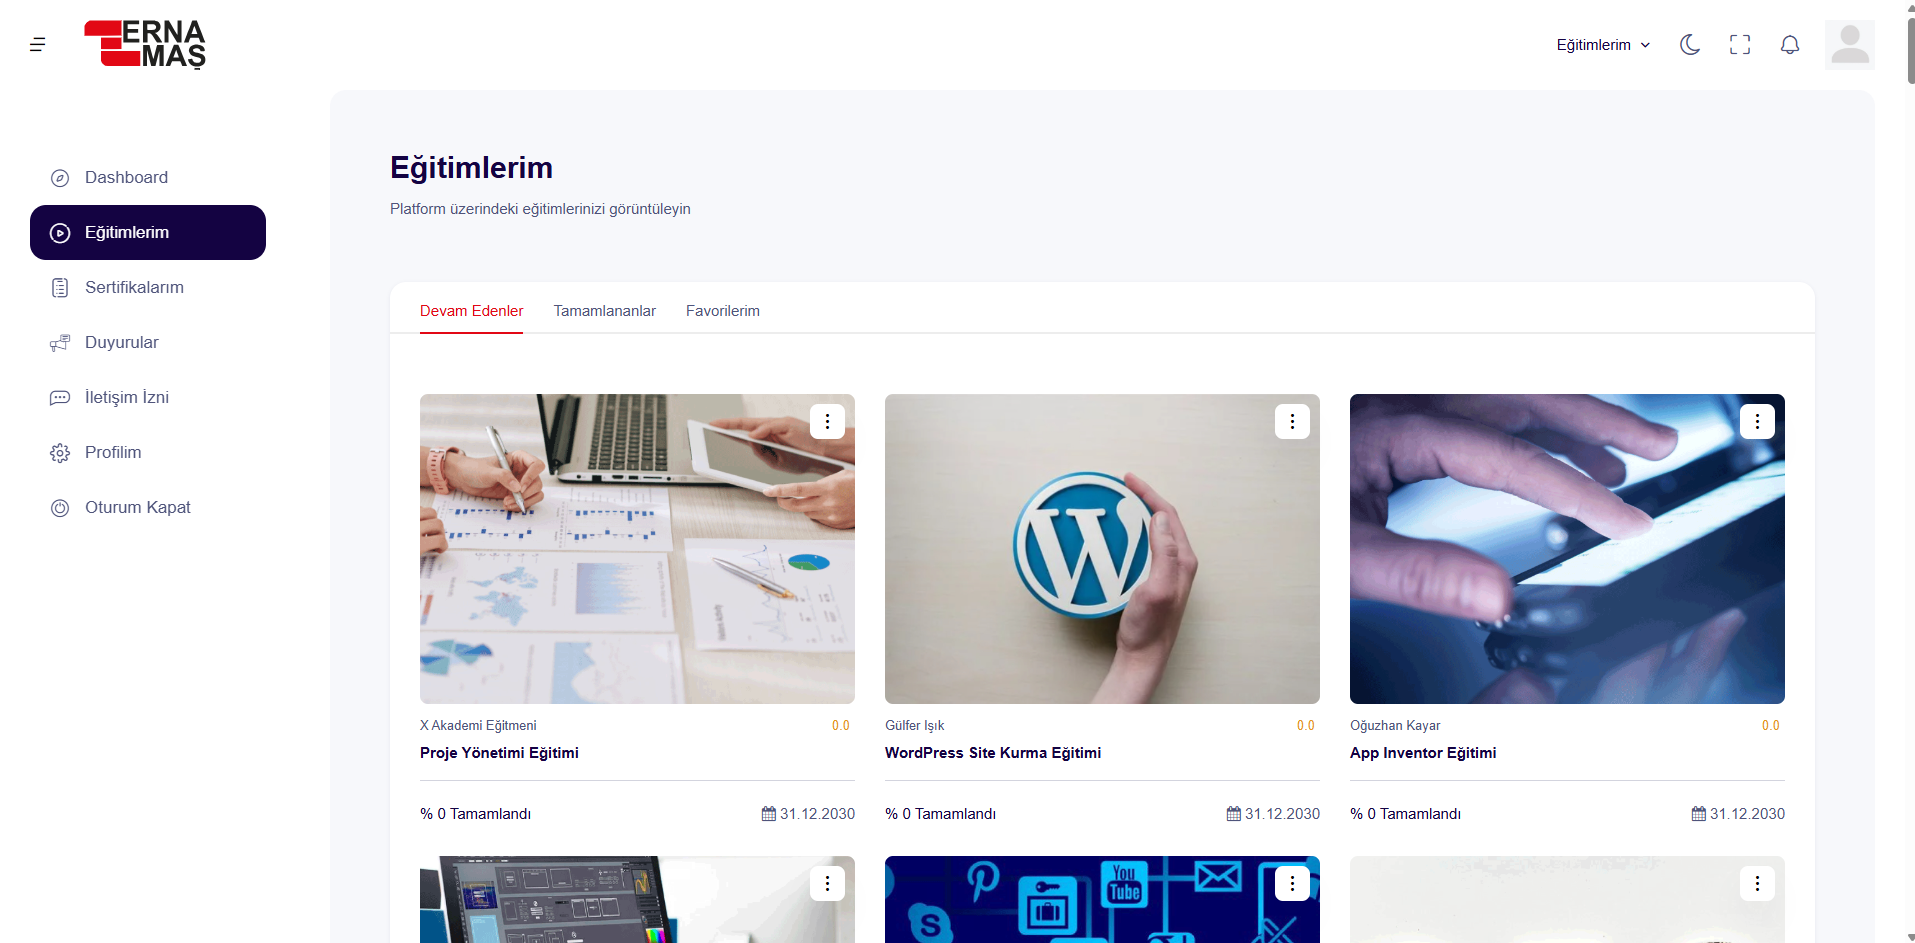 ERNA
MAŞ
Eğitimlerim
Dashboard
Eğitimlerim
Sertifikalarım
Duyurular
İletişim İzni
Profilim
Oturum Kapat
Eğitimlerim
Platform üzerindeki eğitimlerinizi görüntüleyin
Devam Edenler
Tamamlananlar
Favorilerim
W
X Akademi Eğitmeni
0.0
Proje Yönetimi Eğitimi
% 0 Tamamlandı
31.12.2030
Gülfer Işık
0.0
WordPress Site Kurma Eğitimi
% 0 Tamamlandı
31.12.2030
Oğuzhan Kayar
0.0
App Inventor Eğitimi
% 0 Tamamlandı
31.12.2030
You
Tube